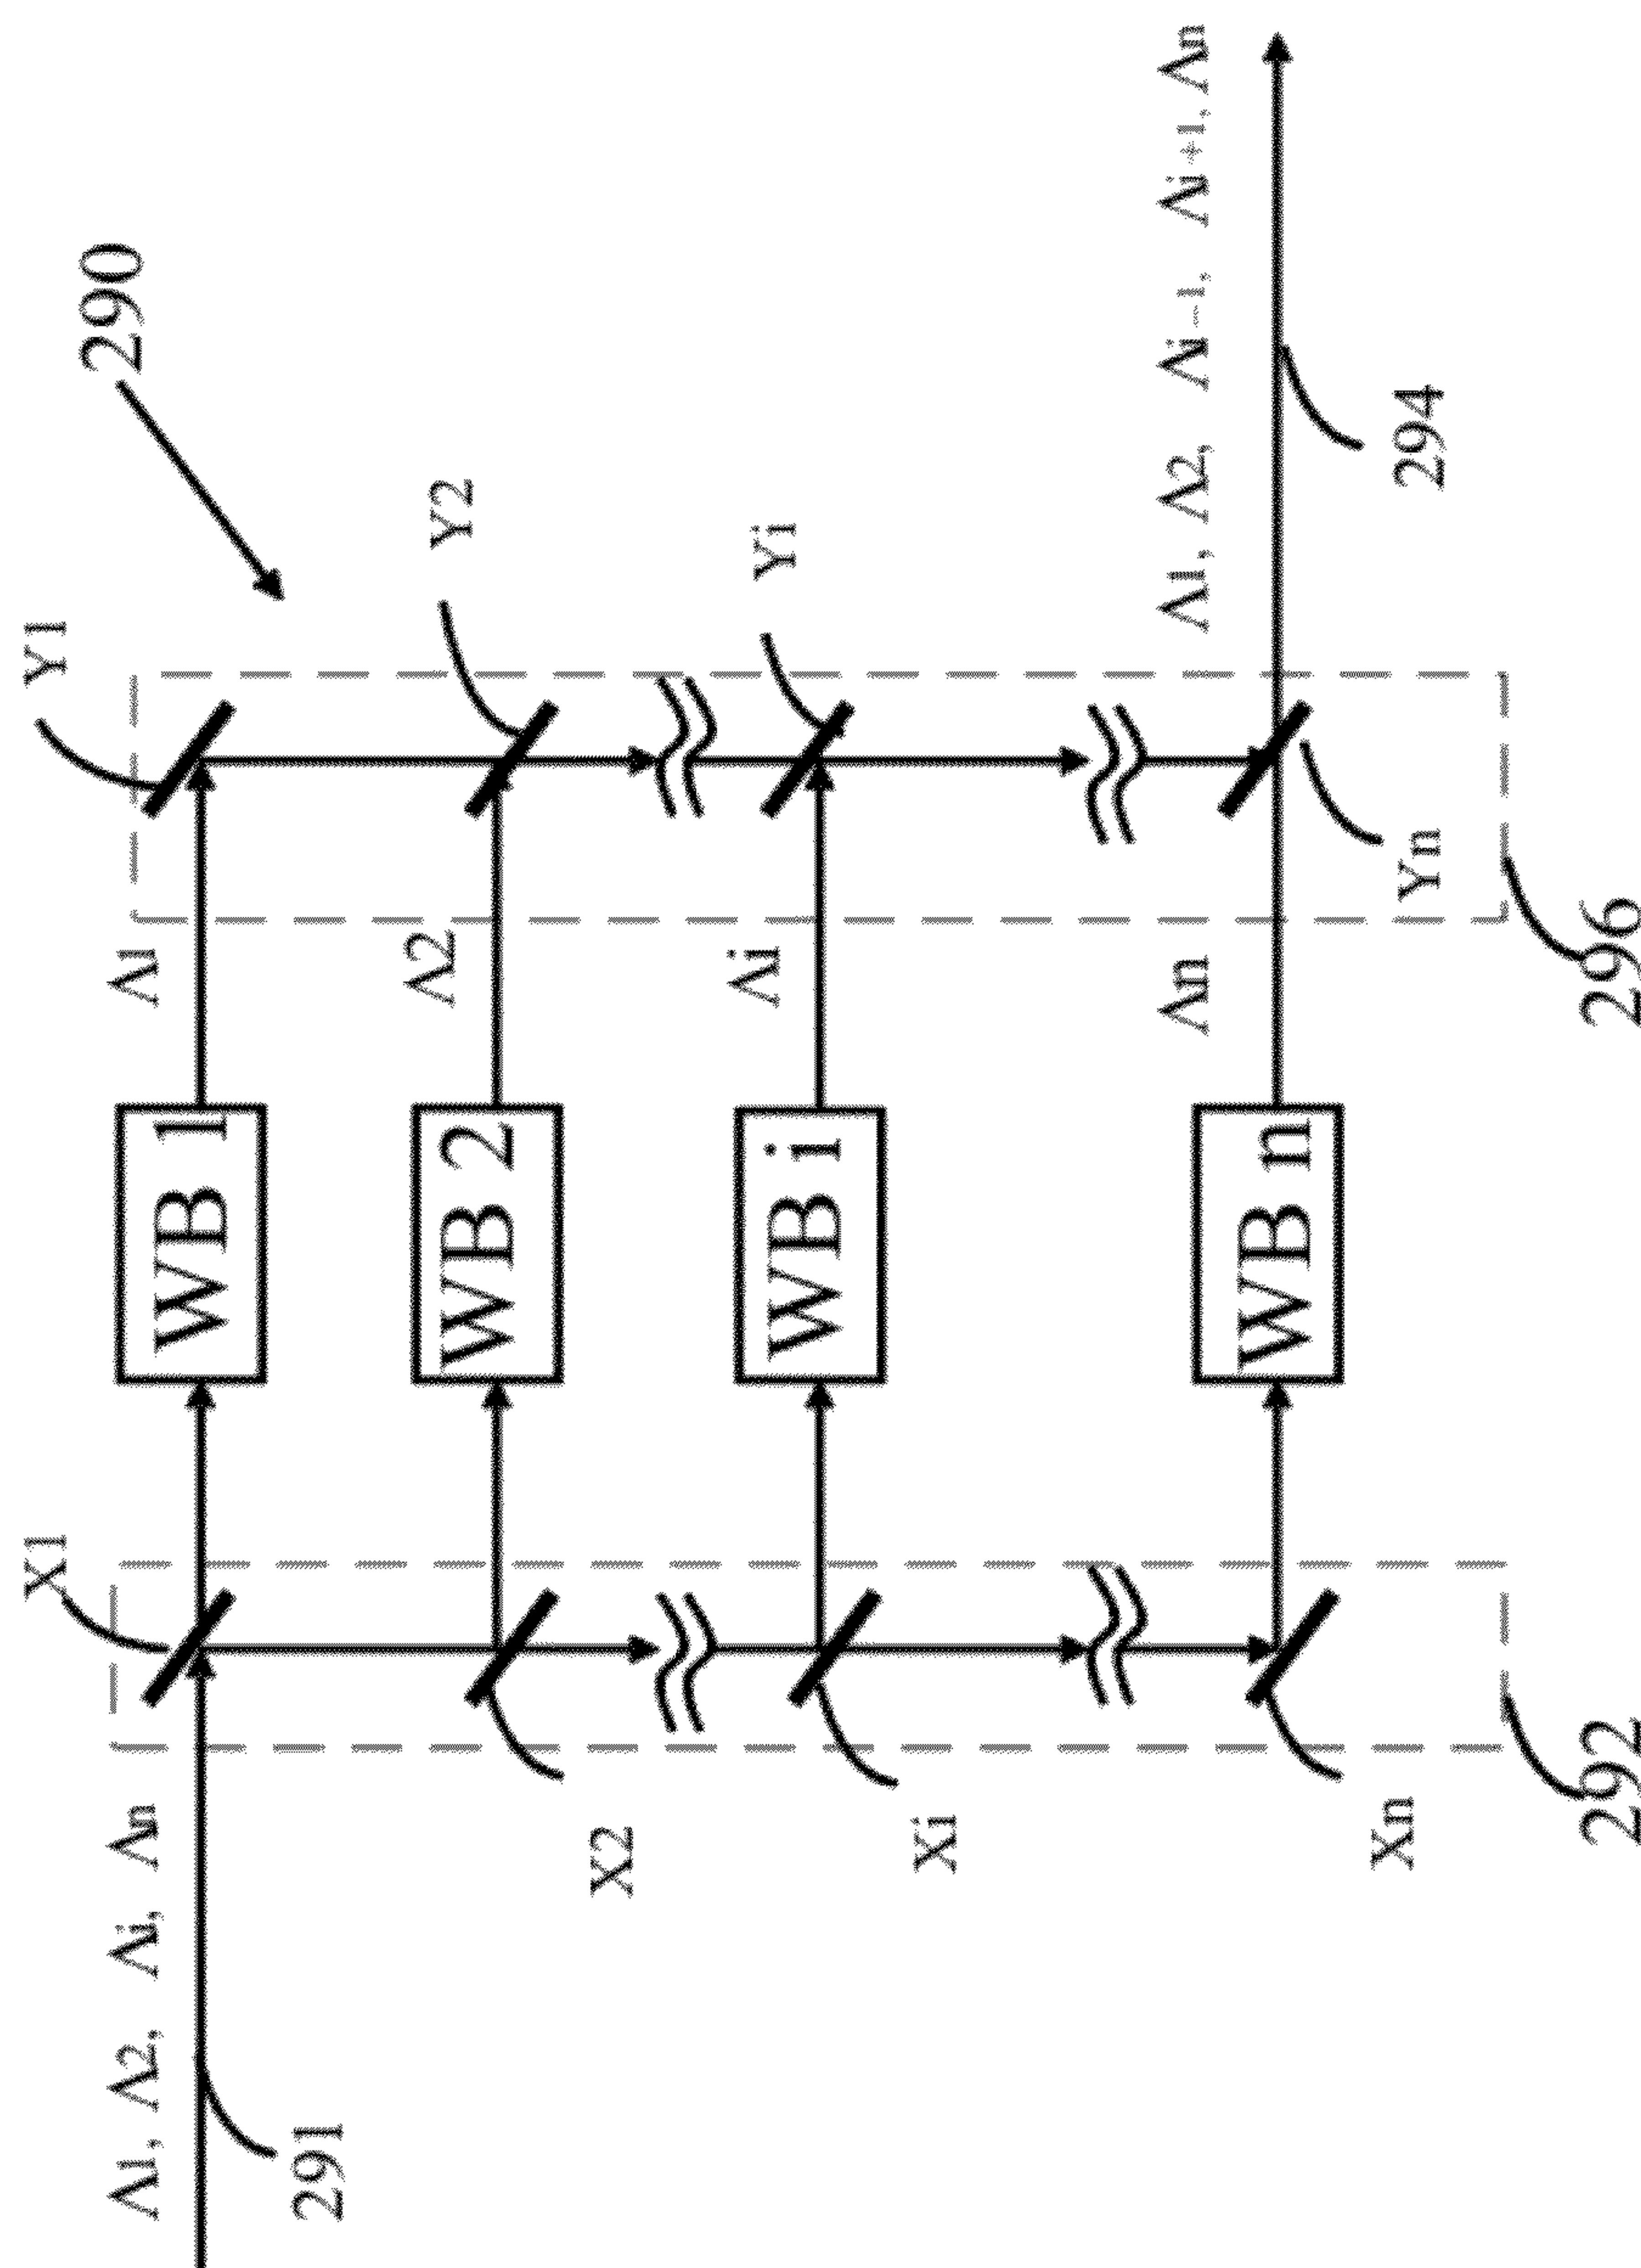 X1
Y1
290
Λ1, Λ2, Λi, Λn
Λ1
WB 1
291
Λ2
Y2
WB 2
X2
Λi
Yi
WB i
Xi
Λn
Λ1, Λ2, Λi−1, Λi+1, Λn
WB n
Xn
Yn
294
292
296